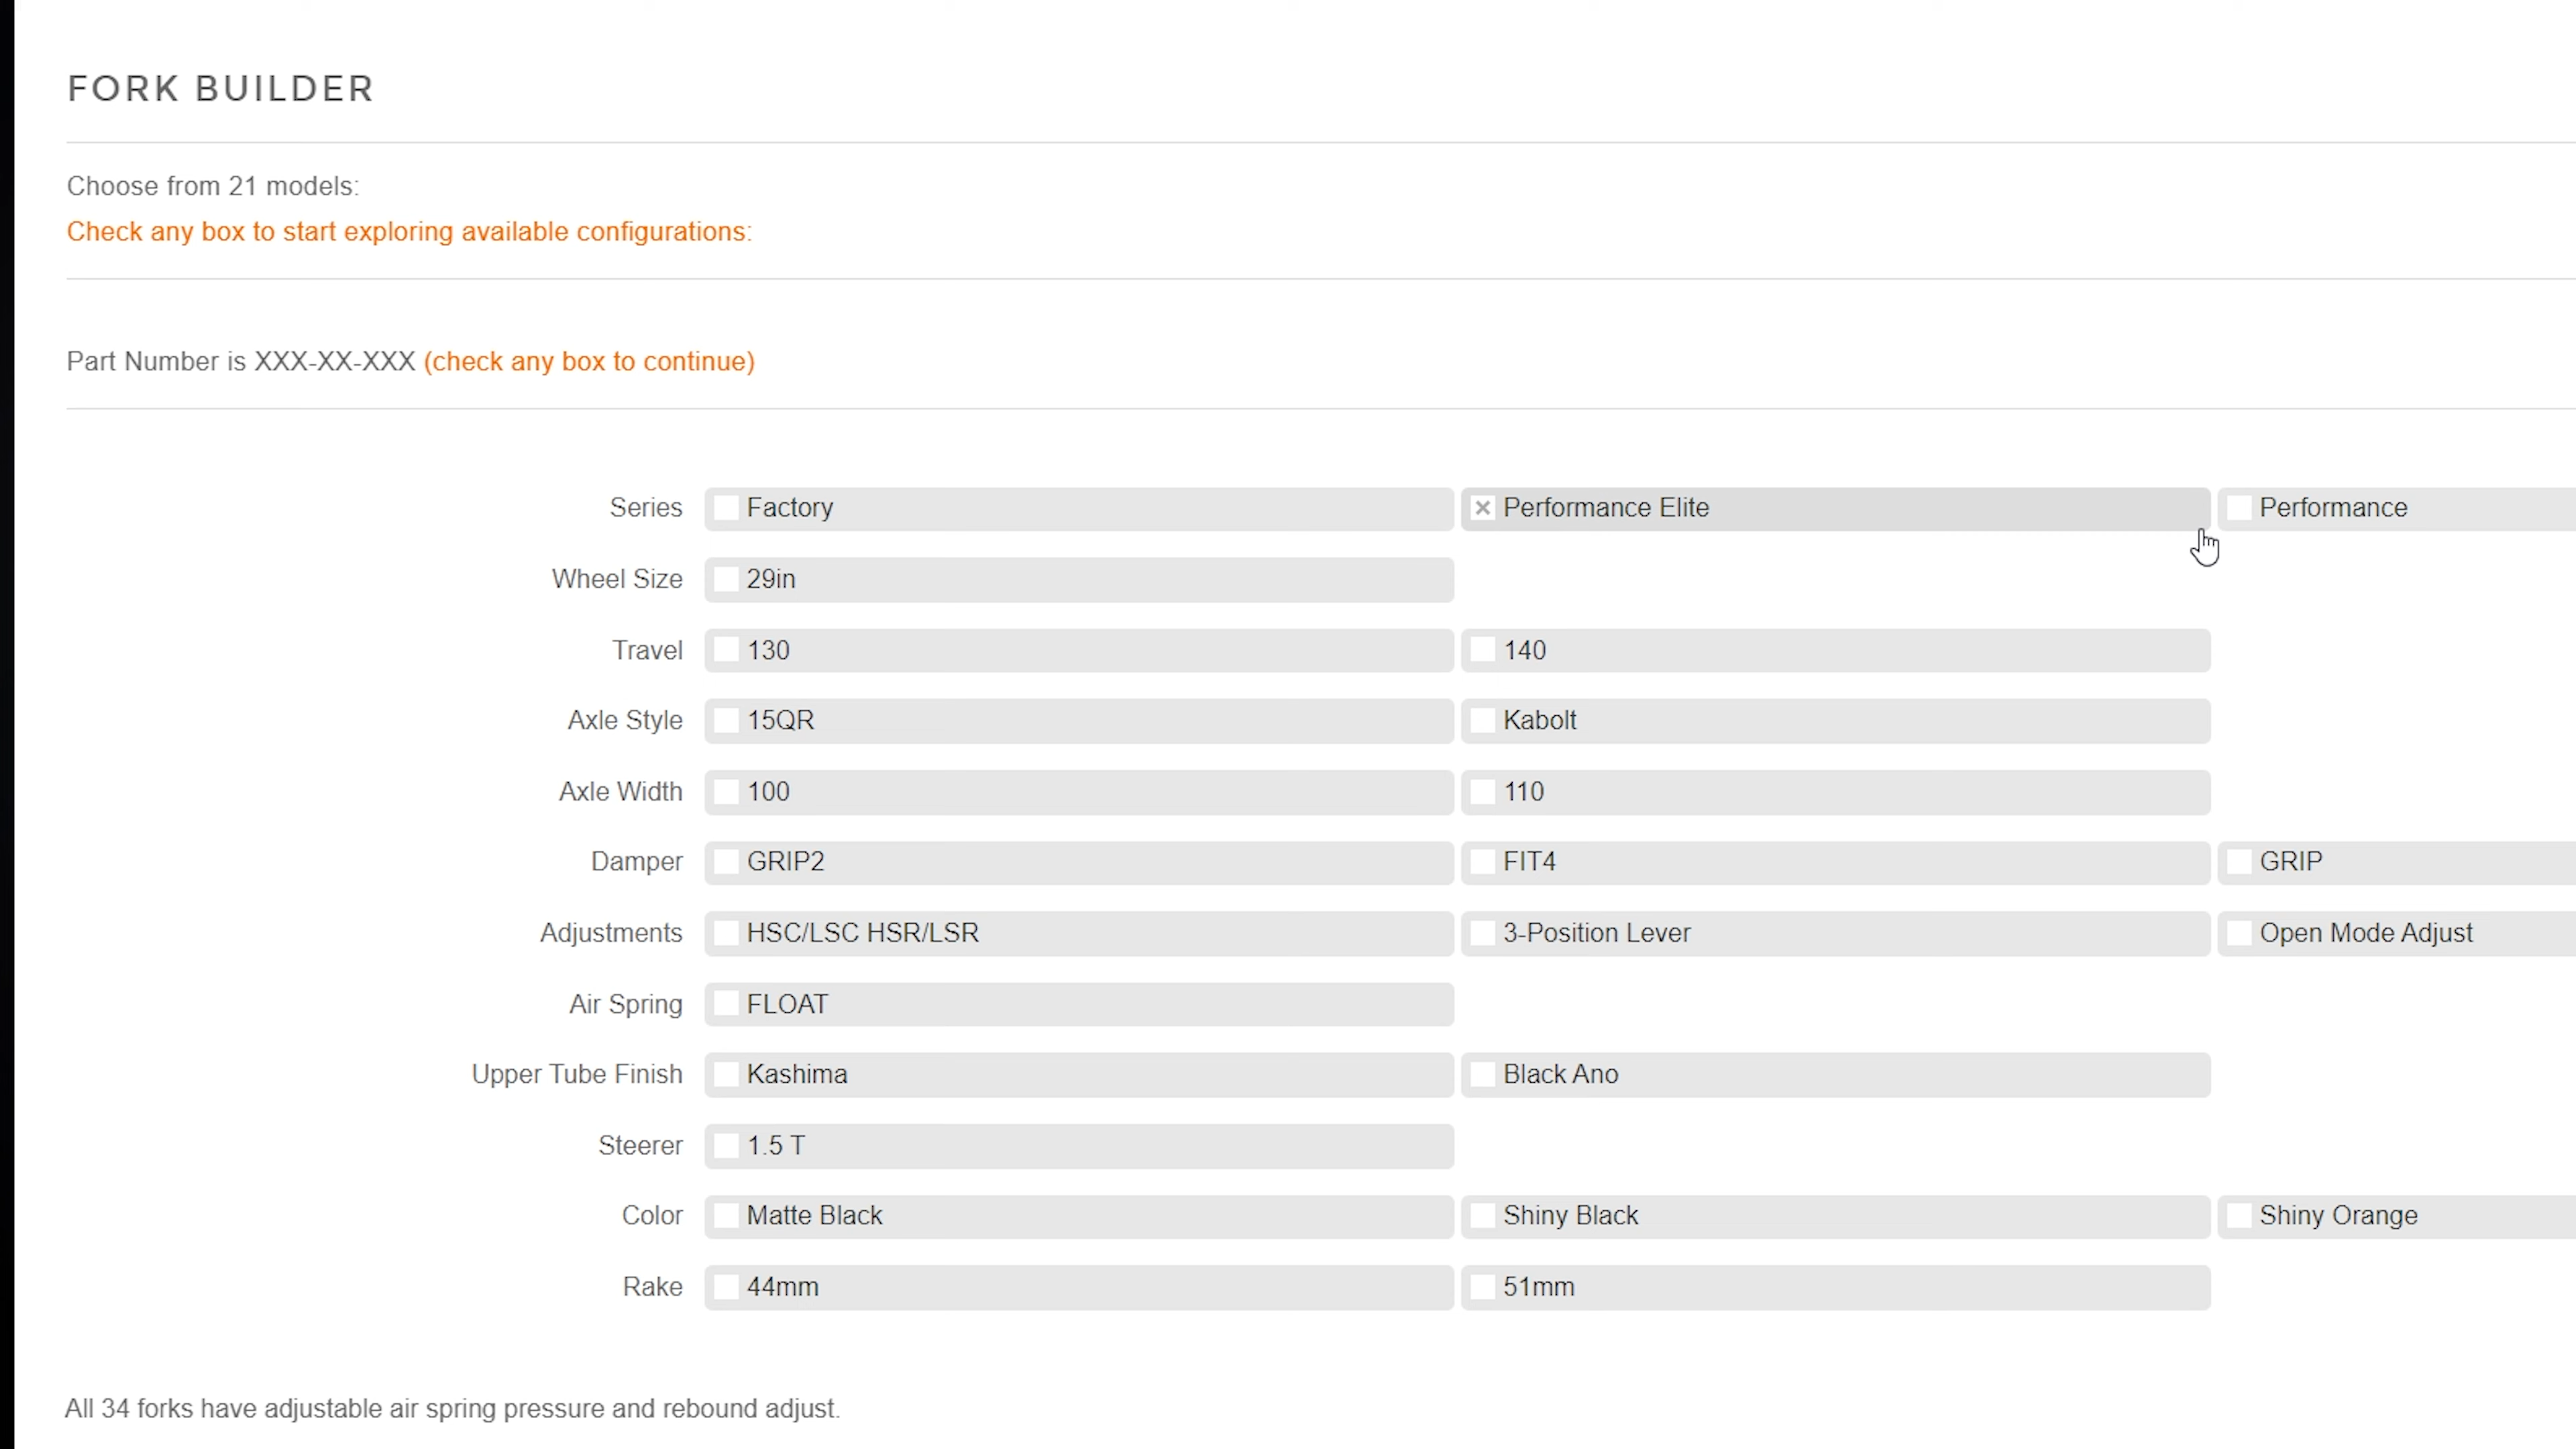 FORK BUILDER
Choose from 21 models:
Check any box to start exploring available configurations:
Part Number is XXX-XX-XXX (check any box to continue)
Series Factory Performance Elite Performance
Wheel Size 29in
Travel 130 140
Axle Style 15QR Kabolt
Axle Width 100 110
Damper GRIP2 FIT4 GRIP
Adjustments HSC/LSC HSR/LSR 3-Position Lever Open Mode Adjust
Air Spring FLOAT
Upper Tube Finish Kashima Black Ano
Steerer 1.5 T
Color Matte Black Shiny Black Shiny Orange
Rake 44mm 51mm
All 34 forks have adjustable air spring pressure and rebound adjust.